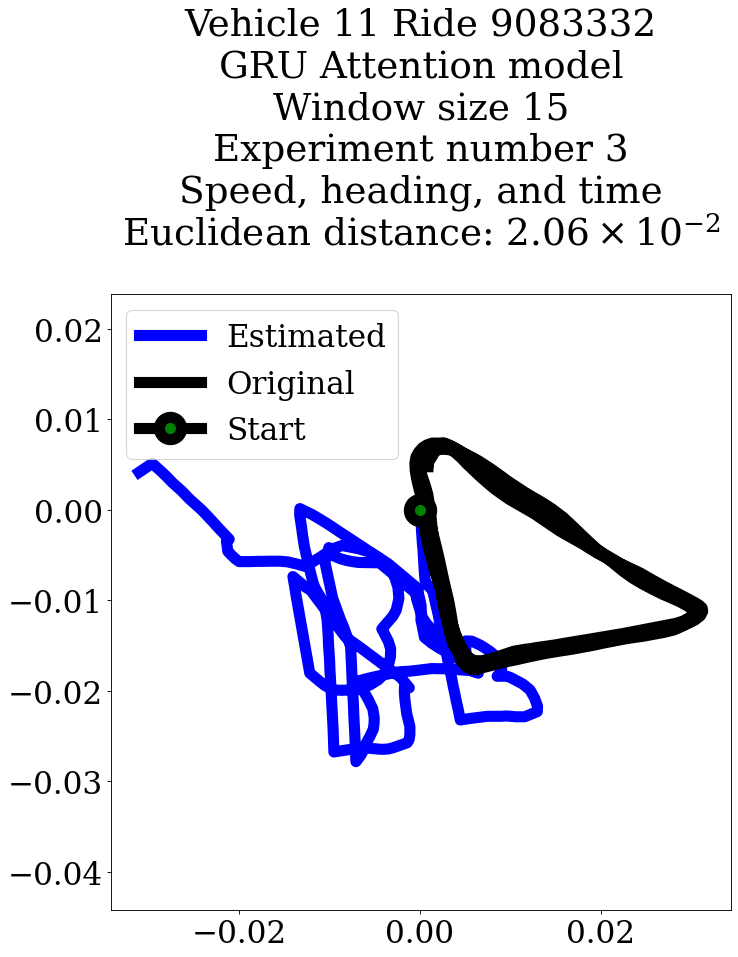 Vehicle 11 Ride 9083332
GRU Attention model
Window size 15
Experiment number 3
Speed, heading, and time
Euclidean distance: 2.06 × 10⁻²
Estimated
Original
Start
0.02
0.01
0.00
−0.01
−0.02
−0.03
−0.04
−0.02 0.00 0.02